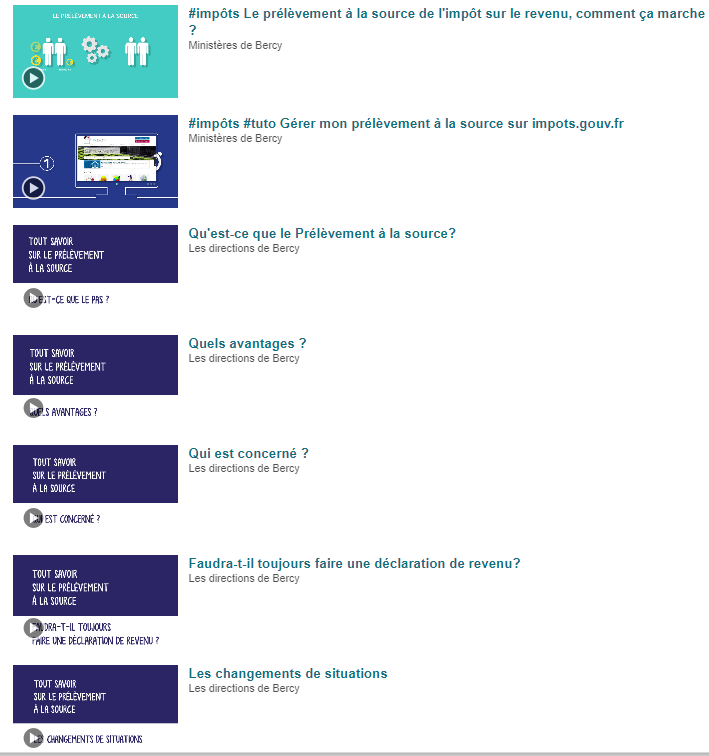 LE PRÉLÈVEMENT À LA SOURCE
#impôts Le prélèvement à la source de l'impôt sur le revenu, comment ça marche
?
Ministères de Bercy
1
#impôts #tuto Gérer mon prélèvement à la source sur impots.gouv.fr
Ministères de Bercy
TOUT SAVOIR
SUR LE PRÉLÈVEMENT
À LA SOURCE
QU'EST-CE QUE LE PAS ?
Qu'est-ce que le Prélèvement à la source?
Les directions de Bercy
TOUT SAVOIR
SUR LE PRÉLÈVEMENT
À LA SOURCE
QUELS AVANTAGES ?
Quels avantages ?
Les directions de Bercy
TOUT SAVOIR
SUR LE PRÉLÈVEMENT
À LA SOURCE
QUI EST CONCERNÉ ?
Qui est concerné ?
Les directions de Bercy
TOUT SAVOIR
SUR LE PRÉLÈVEMENT
À LA SOURCE
FAUDRA-T-IL TOUJOURS
FAIRE UNE DÉCLARATION DE REVENU ?
Faudra-t-il toujours faire une déclaration de revenu?
Les directions de Bercy
TOUT SAVOIR
SUR LE PRÉLÈVEMENT
À LA SOURCE
LES CHANGEMENTS DE SITUATIONS
Les changements de situations
Les directions de Bercy